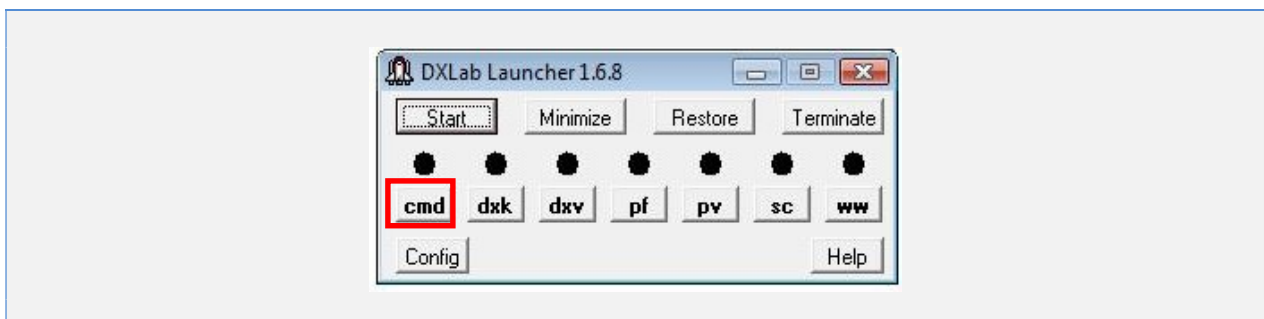 DXLab Launcher 1.6.8
Start Minimize Restore Terminate
cmd dxk dxv pf pv sc ww
Config Help